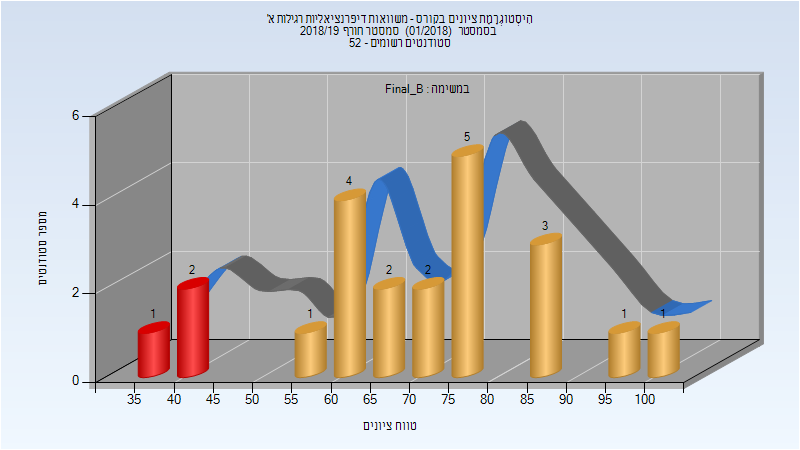 הִיסְטוֹגְרָמַת ציונים בקורס - משוואות דיפרנציאליות רגילות א'
בסמסטר (01/2018) סמסטר חורף 2018/19
סטודנטים רשומים - 52
במשימה : Final_B
מספר סטודנטים
6
4
2
0
1
2
1
4
2
2
5
3
1
1
35 40 45 50 55 60 65 70 75 80 85 90 95 100
טווח ציונים